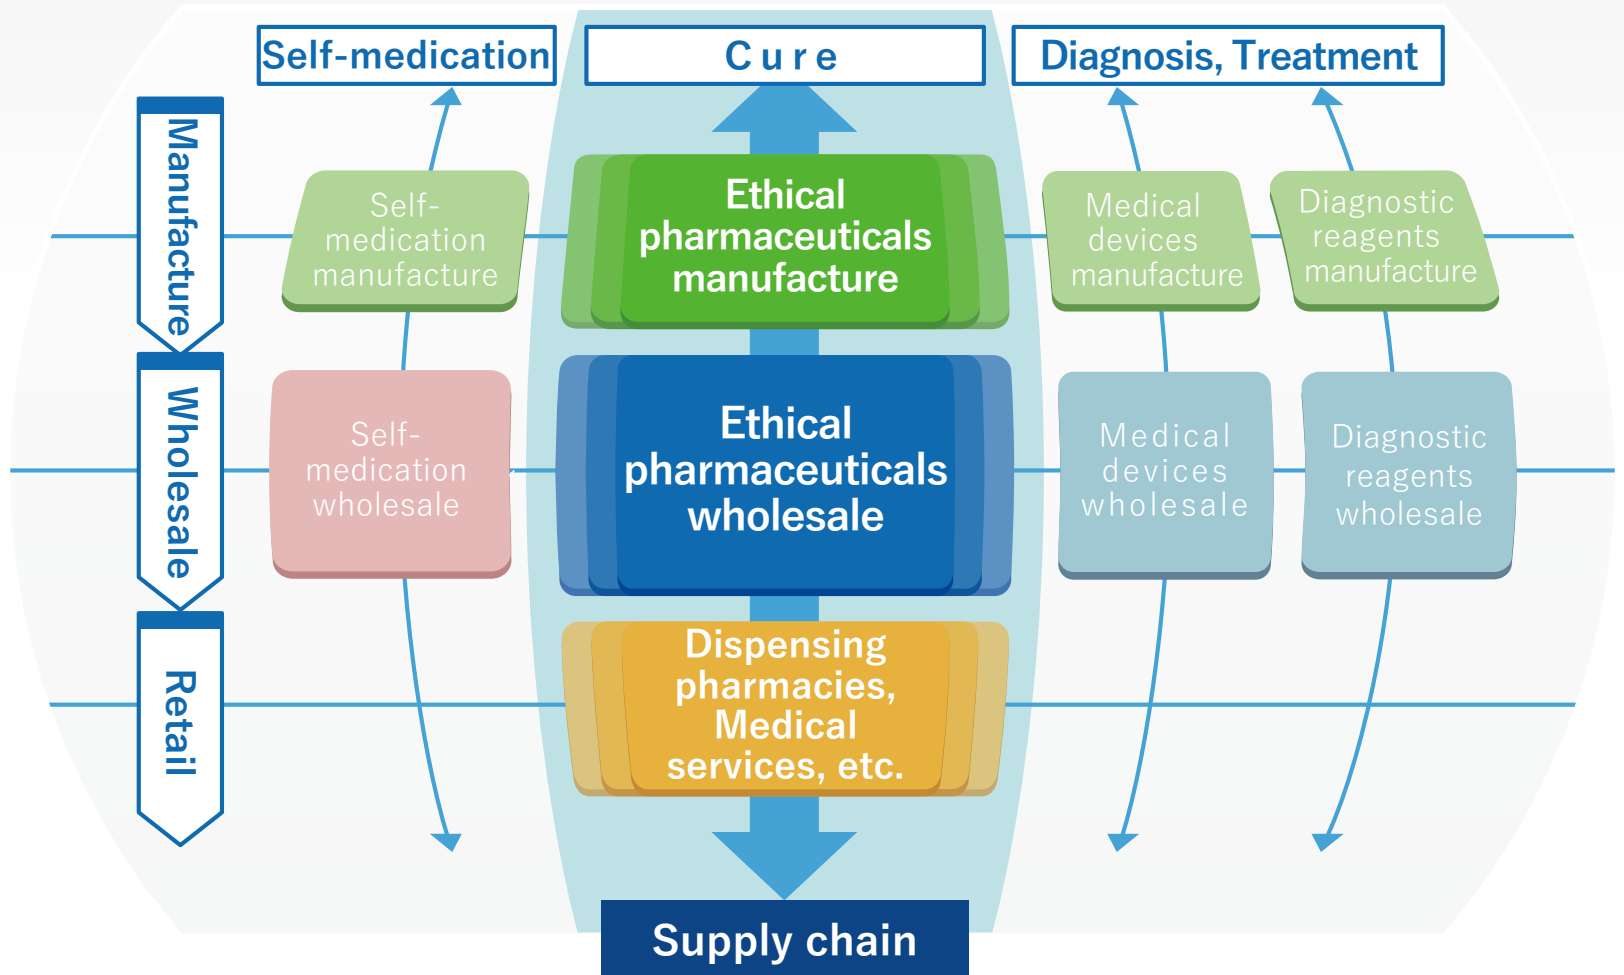 Self-medication
Cure
Diagnosis, Treatment
Manufacture
Self-
medication
manufacture
Ethical
pharmaceuticals
manufacture
Medical
devices
manufacture
Diagnostic
reagents
manufacture
Wholesale
Self-
medication
wholesale
Ethical
pharmaceuticals
wholesale
Medical
devices
wholesale
Diagnostic
reagents
wholesale
Retail
Dispensing
pharmacies,
Medical
services, etc.
Supply chain